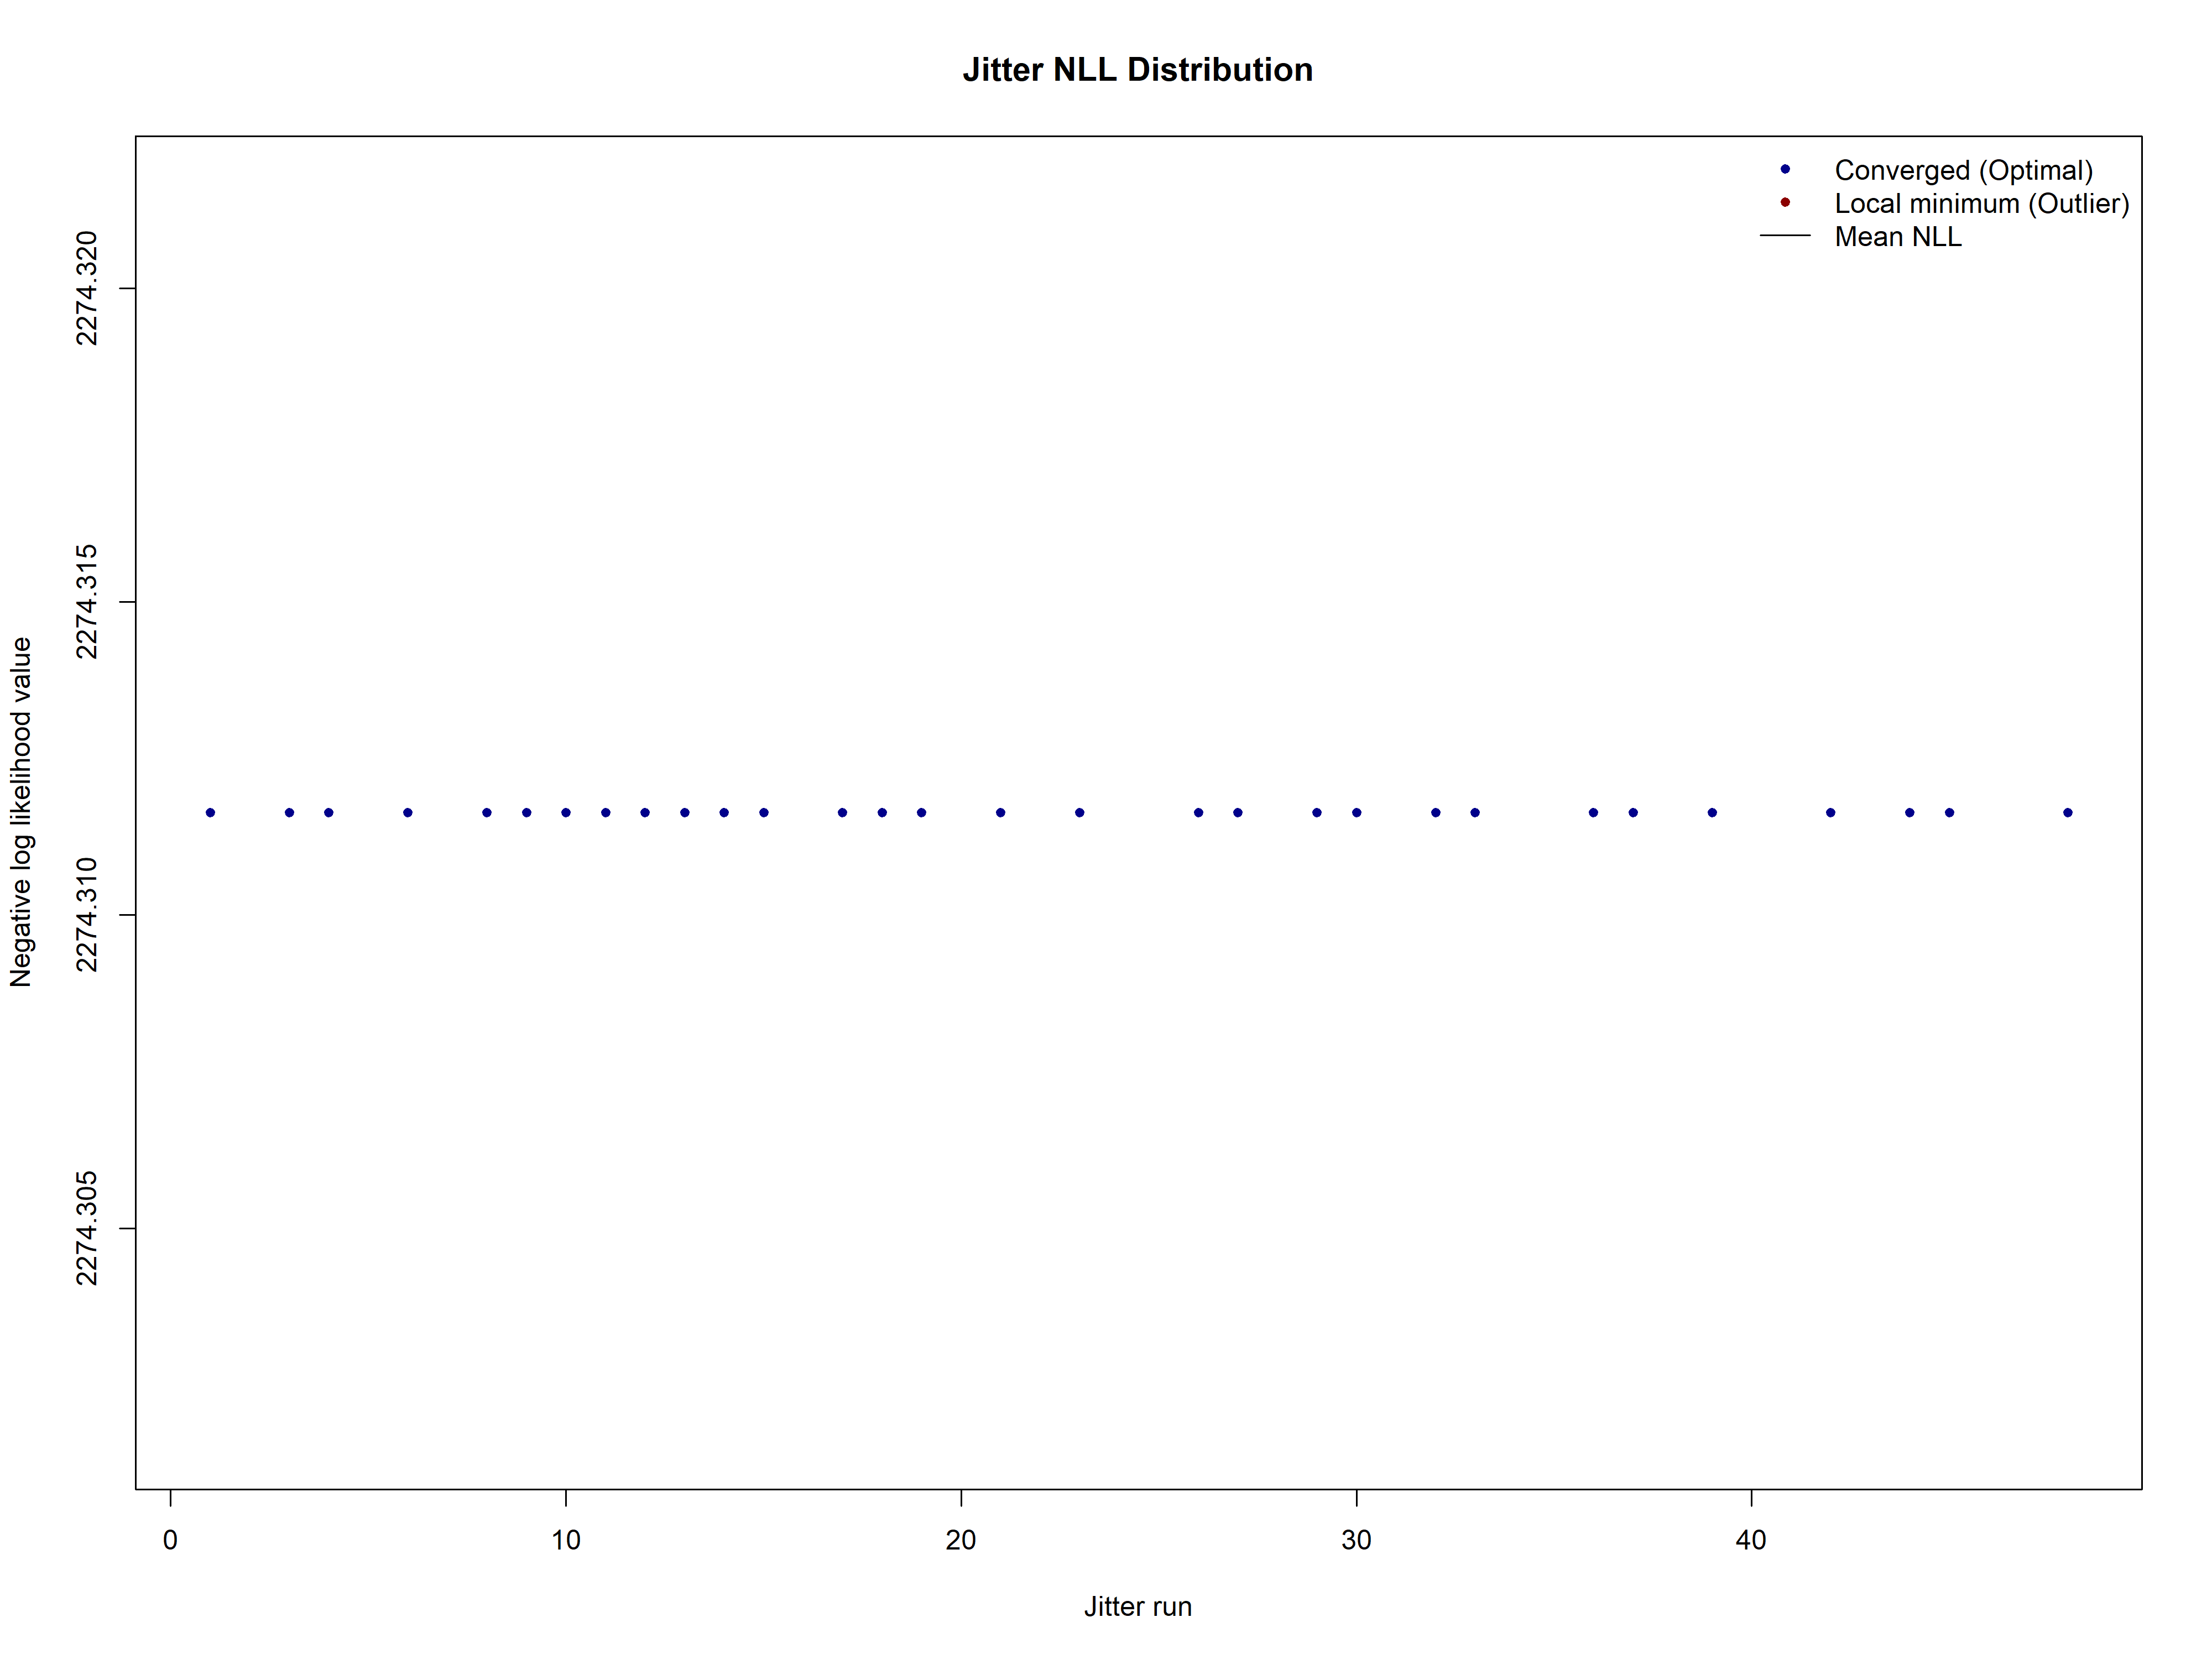 Jitter NLL Distribution
Converged (Optimal)
Local minimum (Outlier)
Mean NLL
Negative log likelihood value
2274.320
2274.315
2274.310
2274.305
0 10 20 30 40
Jitter run